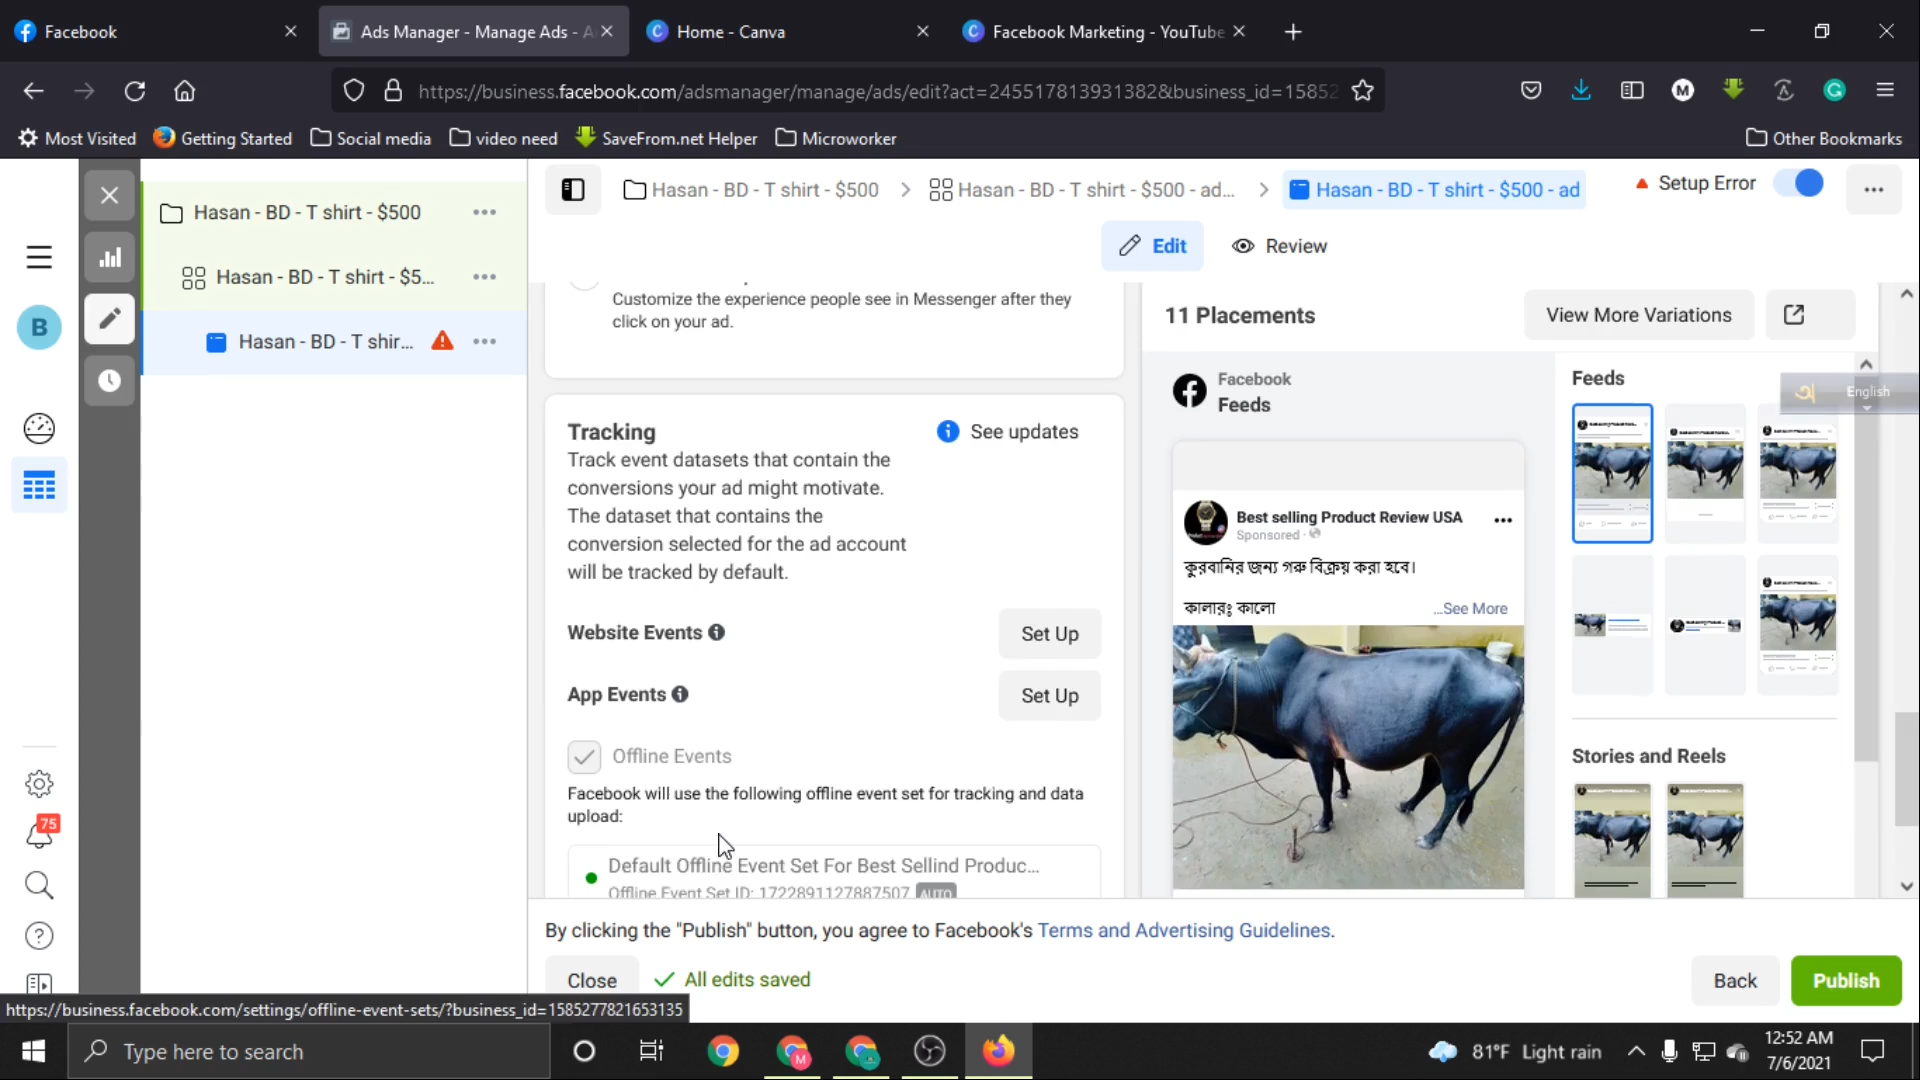 Facebook
Ads Manager - Manage Ads - A
Home - Canva
Facebook Marketing - YouTube
https://business.facebook.com/adsmanager/manage/ads/edit?act=245517813931382&business_id=15852
Most Visited
Getting Started
Social media
video need
SaveFrom.net Helper
Microworker
Other Bookmarks
Hasan - BD - T shirt - $500
Hasan - BD - T shirt - $5...
Hasan - BD - T shir...
B
75
Hasan - BD - T shirt - $500
Hasan - BD - T shirt - $500 - ad...
Hasan - BD - T shirt - $500 - ad
Setup Error
Edit
Review
Customize the experience people see in Messenger after they
click on your ad.
Tracking
See updates
Track event datasets that contain the
conversions your ad might motivate.
The dataset that contains the
conversion selected for the ad account
will be tracked by default.
Website Events
Set Up
App Events
Set Up
Offline Events
Facebook will use the following offline event set for tracking and data
upload:
Default Offline Event Set For Best Sellind Produc...
Offline Event Set ID: 1722891127887507 AUTO
11 Placements
View More Variations
Facebook
Feeds
Best selling Product Review USA
Sponsored ·
কুরবানির জন্য গরু বিক্রয় করা হবে।
কালারঃ কালো
...See More
Feeds
English
Stories and Reels
By clicking the "Publish" button, you agree to Facebook's Terms and Advertising Guidelines.
Close
All edits saved
Back
Publish
https://business.facebook.com/settings/offline-event-sets/?business_id=1585277821653135
Type here to search
81°F Light rain
12:52 AM
7/6/2021